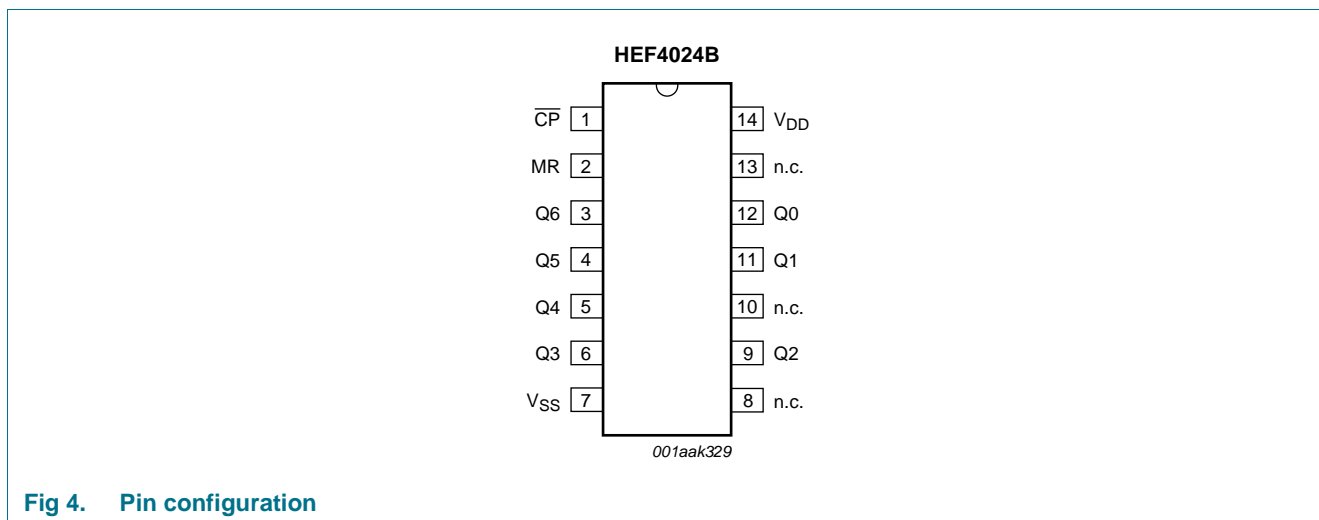 HEF4024B
C̅P̅ 1 14 VDD
MR 2 13 n.c.
Q6 3 12 Q0
Q5 4 11 Q1
Q4 5 10 n.c.
Q3 6 9 Q2
VSS 7 8 n.c.
001aak329
Fig 4. Pin configuration